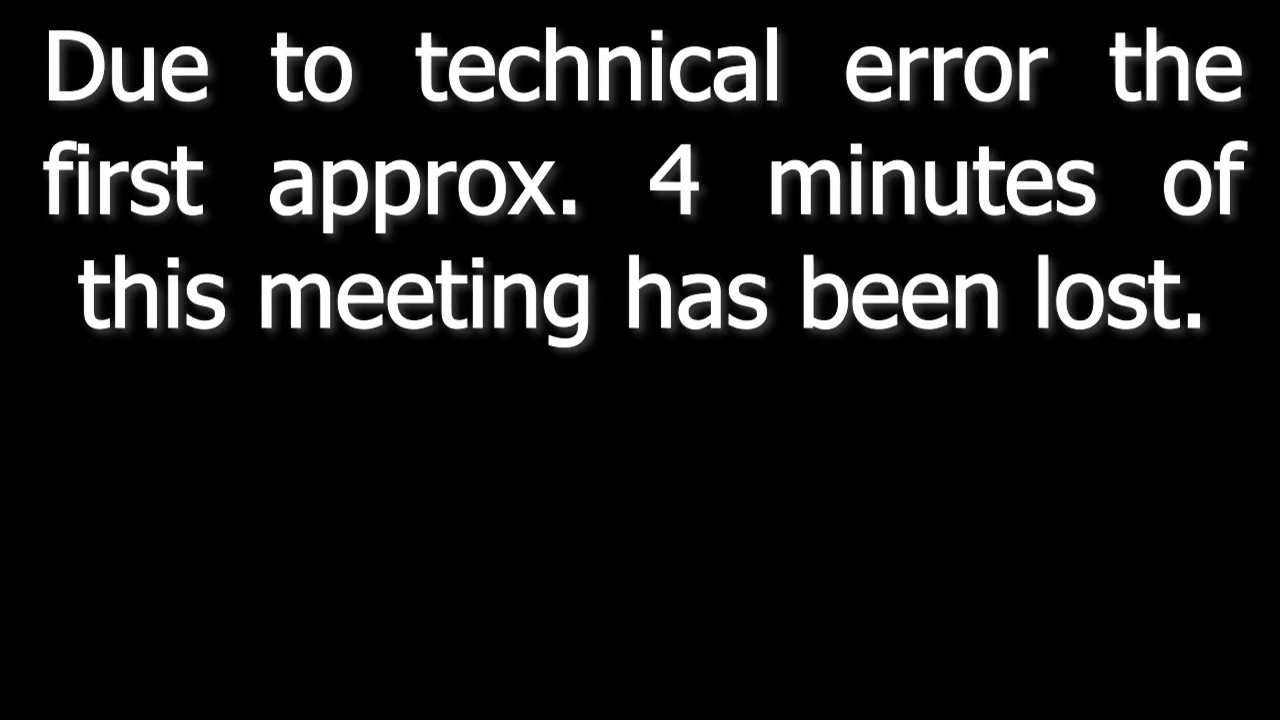 Due to technical error the
first approx. 4 minutes of
this meeting has been lost.